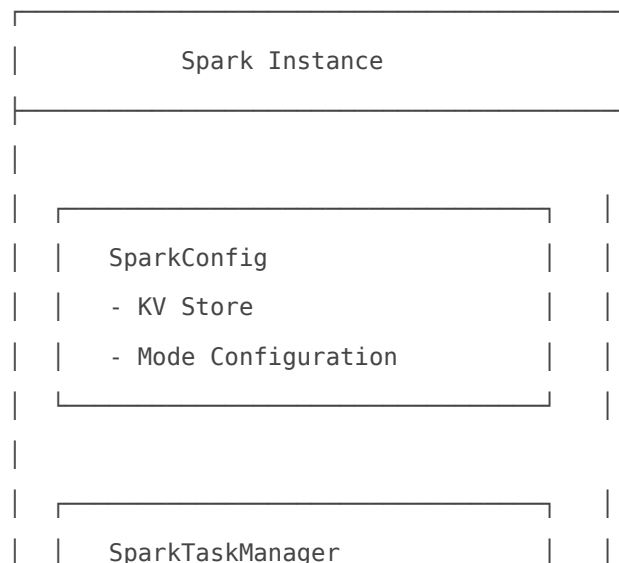 Spark Instance
SparkConfig
- KV Store
- Mode Configuration
SparkTaskManager